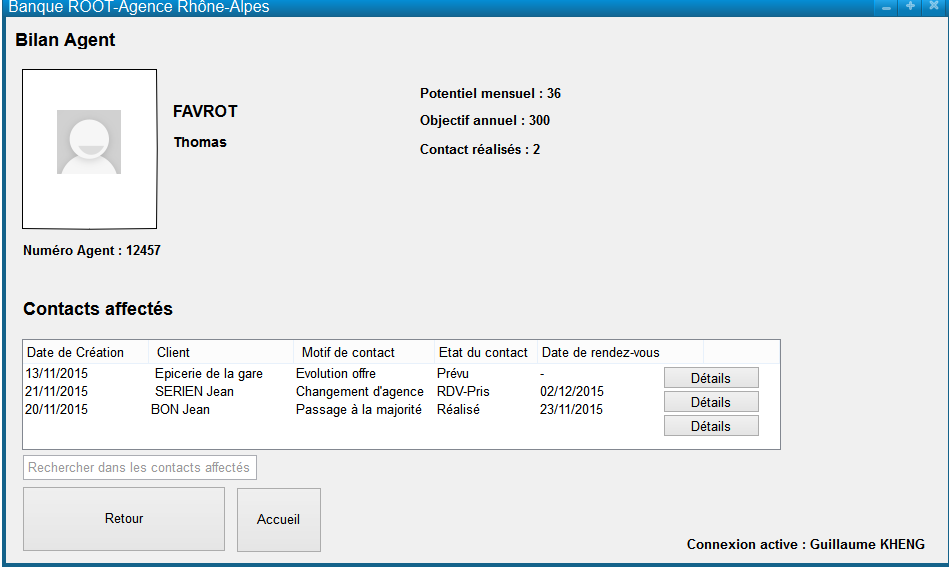 Banque ROOT-Agence Rhône-Alpes
Bilan Agent
FAVROT
Thomas
Potentiel mensuel : 36
Objectif annuel : 300
Contact réalisés : 2
Numéro Agent : 12457
Contacts affectés
Date de Création Client Motif de contact Etat du contact Date de rendez-vous
13/11/2015 Epicerie de la gare Evolution offre Prévu - Détails
21/11/2015 SERIEN Jean Changement d'agence RDV-Pris 02/12/2015 Détails
20/11/2015 BON Jean Passage à la majorité Réalisé 23/11/2015 Détails
Rechercher dans les contacts affectés
Retour Accueil
Connexion active : Guillaume KHENG